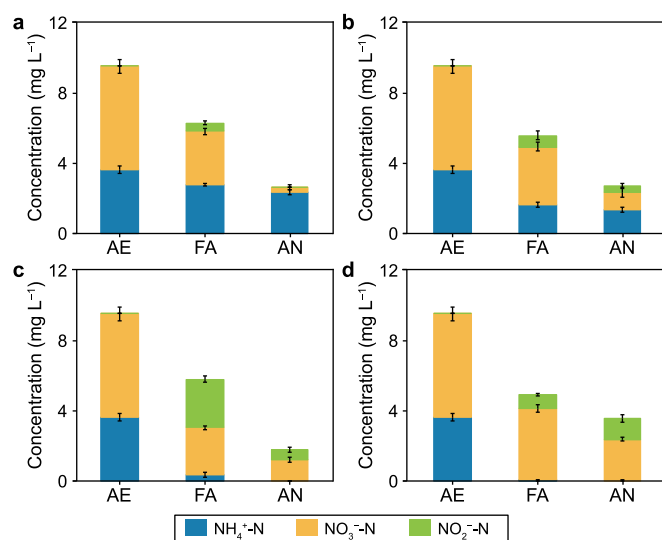 a
b
12
8
4
0
Concentration (mg L⁻¹)
AE FA AN
12
8
4
0
Concentration (mg L⁻¹)
AE FA AN
c
d
12
8
4
0
Concentration (mg L⁻¹)
AE FA AN
12
8
4
0
Concentration (mg L⁻¹)
AE FA AN
NH₄⁺-N NO₃⁻-N NO₂⁻-N